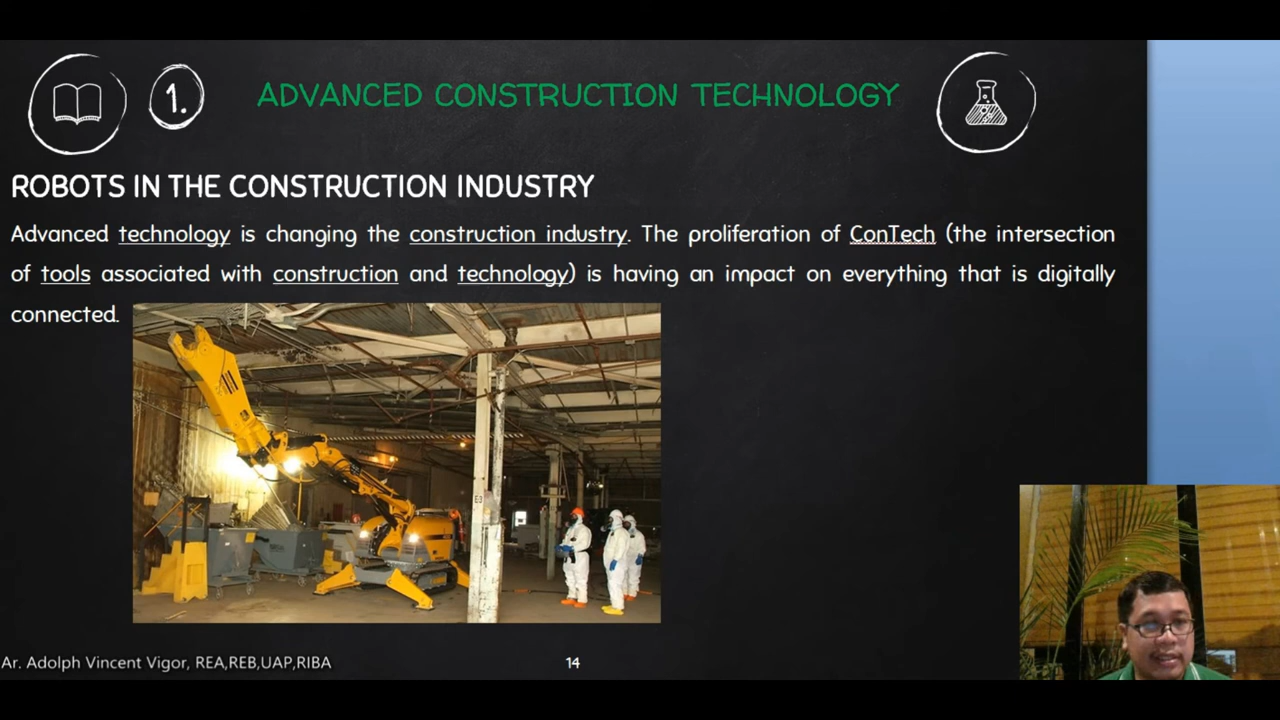 1.
ADVANCED CONSTRUCTION TECHNOLOGY
ROBOTS IN THE CONSTRUCTION INDUSTRY
Advanced technology is changing the construction industry. The proliferation of ConTech (the intersection
of tools associated with construction and technology) is having an impact on everything that is digitally
connected.
E3
Ar. Adolph Vincent Vigor, REA,REB,UAP,RIBA
14